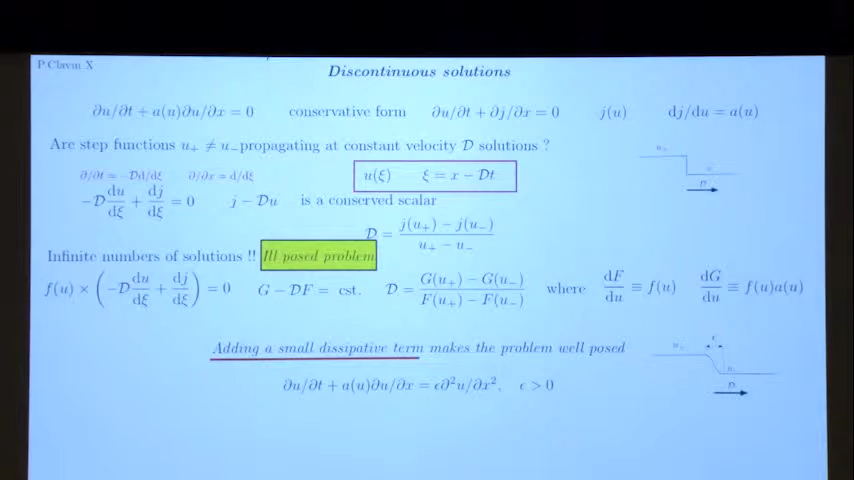 P Clavin X
Discontinuous solutions
∂u/∂t + a(u)∂u/∂x = 0 conservative form ∂u/∂t + ∂j/∂x = 0 j(u) dj/du = a(u)
Are step functions u₊ ≠ u₋ propagating at constant velocity 𝒟 solutions ?
∂/∂t = −𝒟d/dξ ∂/∂x = d/dξ u(ξ) ξ = x − 𝒟t
−𝒟 du/dξ + dj/dξ = 0 j − 𝒟u is a conserved scalar
𝒟 = (j(u₊) − j(u₋))/(u₊ − u₋)
Infinite numbers of solutions !! Ill posed problem
f(u) × (−𝒟 du/dξ + dj/dξ) = 0 G − 𝒟F = cst. 𝒟 = (G(u₊) − G(u₋))/(F(u₊) − F(u₋)) where dF/du ≡ f(u) dG/du ≡ f(u)a(u)
Adding a small dissipative term makes the problem well posed
∂u/∂t + a(u)∂u/∂x = ϵ∂²u/∂x², ϵ > 0
𝒟
ϵ
𝒟